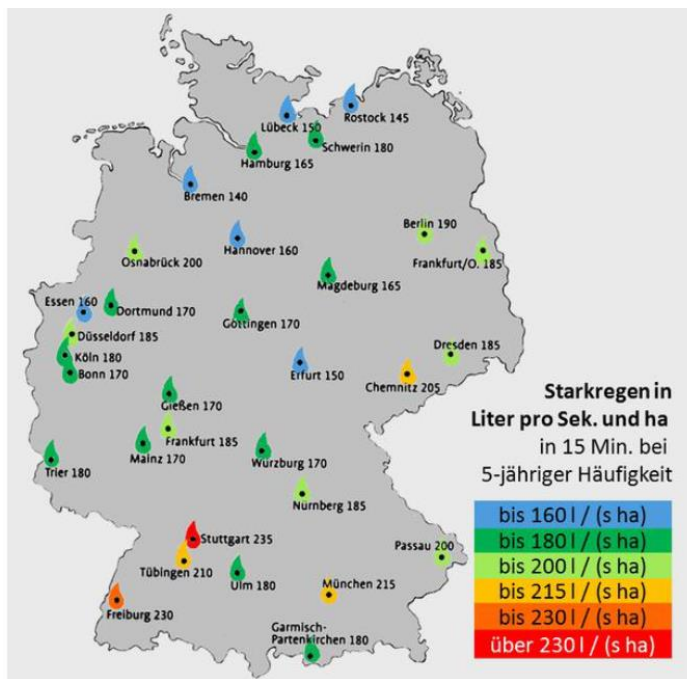 Rostock 145
Lübeck 150
Schwerin 180
Hamburg 165
Bremen 140
Berlin 190
Hannover 160
Osnabrück 200
Frankfurt/O. 185
Magdeburg 165
Essen 160
Dortmund 170
Göttingen 170
Düsseldorf 185
Dresden 185
Köln 180
Bonn 170
Erfurt 150
Chemnitz 205
Gießen 170
Frankfurt 185
Mainz 170
Würzburg 170
Trier 180
Nürnberg 185
Stuttgart 235
Passau 200
Tübingen 210
Ulm 180
München 215
Freiburg 230
Garmisch-
Partenkirchen 180
Starkregen in
Liter pro Sek. und ha
in 15 Min. bei
5-jähriger Häufigkeit
bis 160 l / (s ha)
bis 180 l / (s ha)
bis 200 l / (s ha)
bis 215 l / (s ha)
bis 230 l / (s ha)
über 230 l / (s ha)